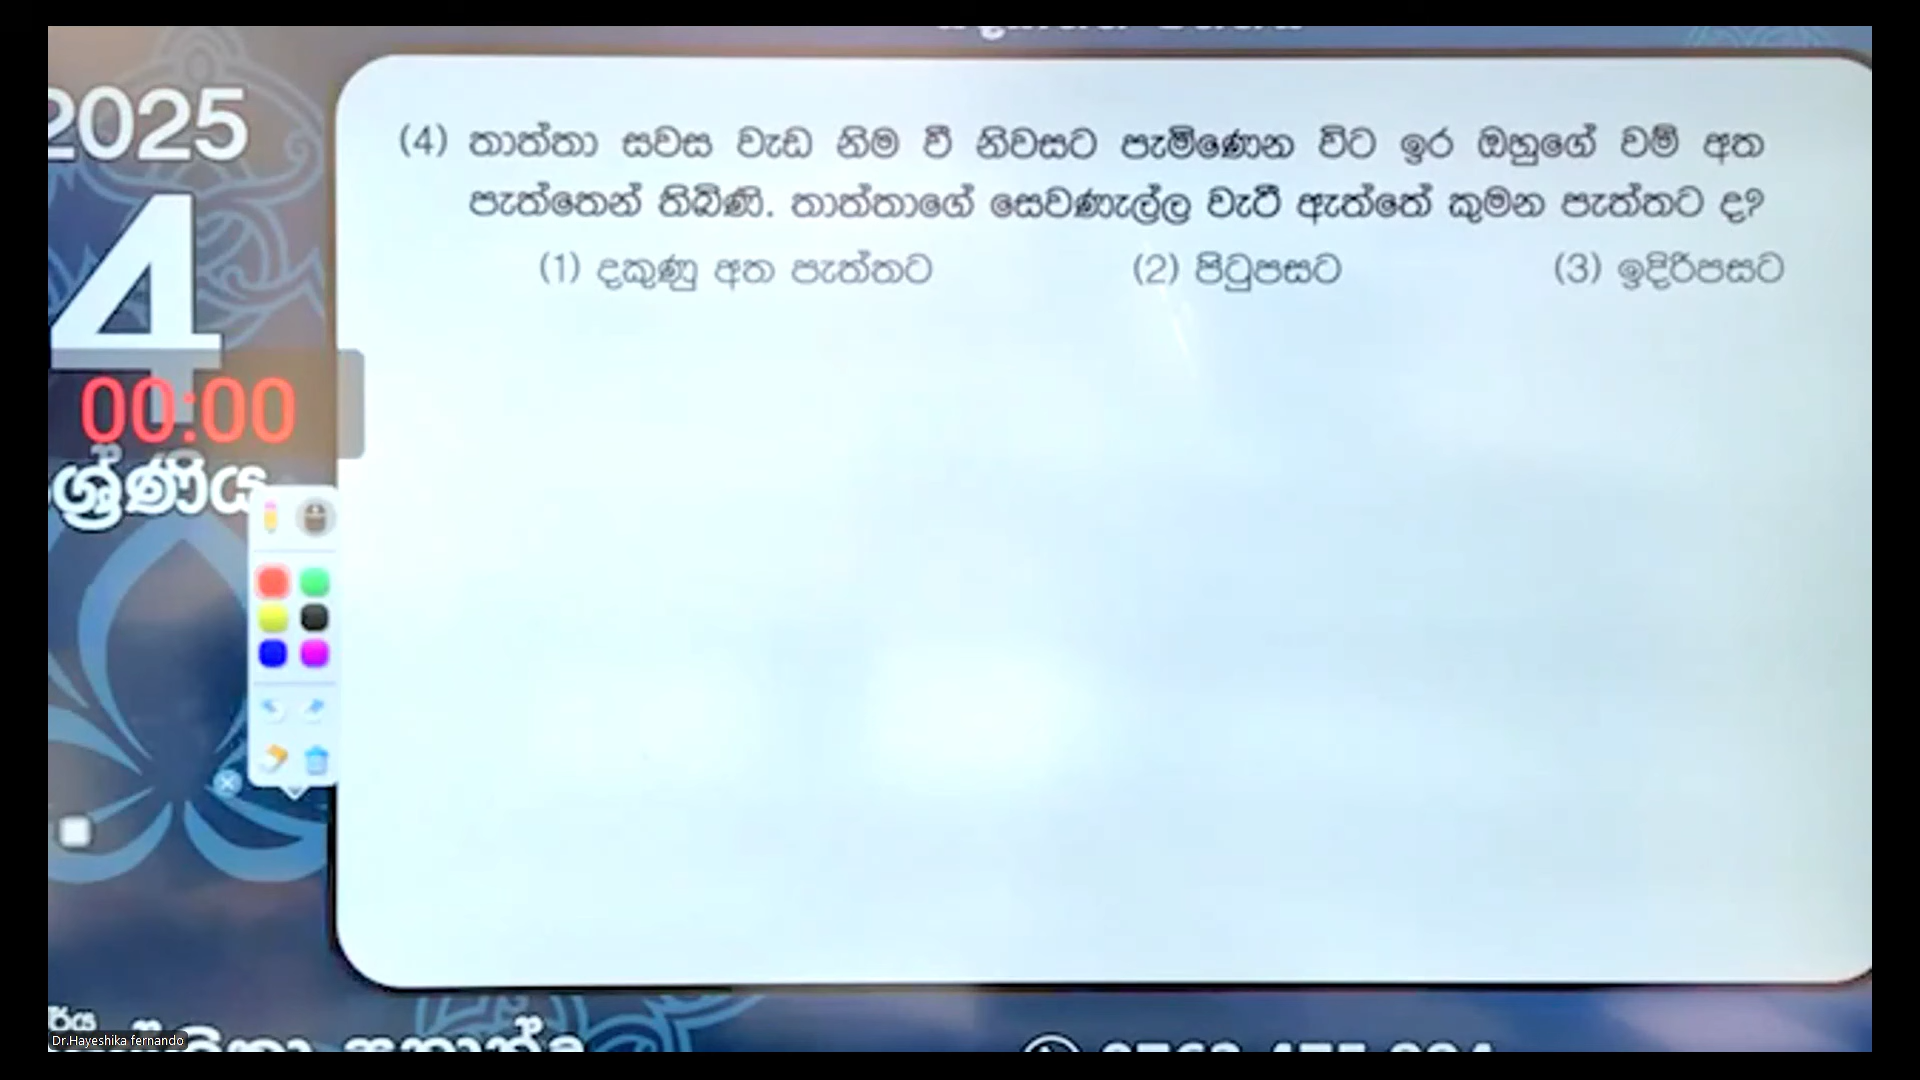 2025
4
00:00
ශ්‍රේණිය
(4) තාත්තා සවස වැඩ නිම වී නිවසට පැමිණෙන විට ඉර ඔහුගේ වම් අත
පැත්තෙන් තිබිණි. තාත්තාගේ සෙවණැල්ල වැටී ඇත්තේ කුමන පැත්තට ද?
(1) දකුණු අත පැත්තට (2) පිටුපසට (3) ඉදිරිපසට
Dr.Hayeshika fernando